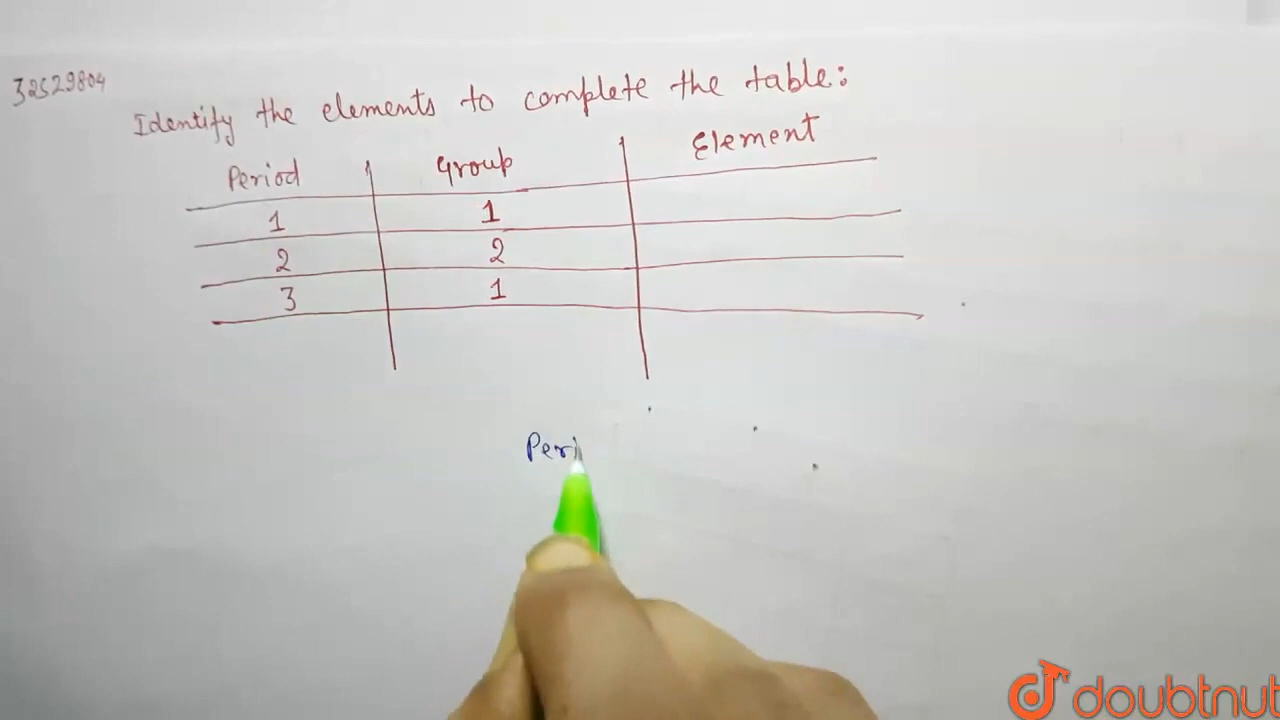 32529804
Identify the elements to complete the table:
Period Group Element
1 1
2 2
3 1
Peri
doubtnut